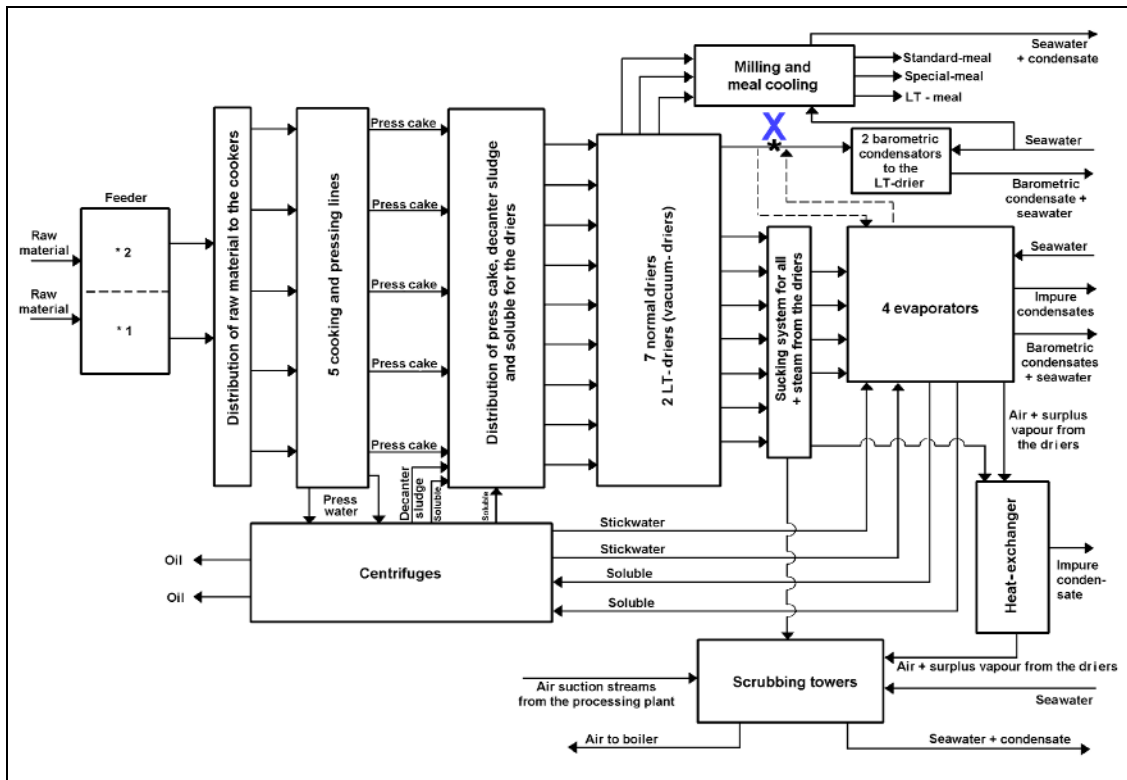 Seawater
+ condensate
Milling and
meal cooling
Standard-meal
Special-meal
LT - meal
X
*
2 barometric
condensators
to the
LT-drier
Seawater
Barometric
condensate +
seawater
Feeder
Raw
material
* 2
Raw
material
* 1
Distribution of raw material to the cookers
5 cooking and pressing lines
Press cake
Press cake
Press cake
Press cake
Press cake
Distribution of press cake, decanter sludge
and soluble for the driers
7 normal driers
2 LT- driers (vacuum-driers)
Sucking system for all
+ steam from the driers
4 evaporators
Seawater
Impure
condensates
Barometric
condensates
+ seawater
Air + surplus
vapour from
the driers
Press
water
Decanter
sludge
Soluble
Soluble
Centrifuges
Oil
Oil
Stickwater
Stickwater
Soluble
Soluble
Heat-exchanger
Impure
conden-
sate
Air + surplus vapour from the driers
Scrubbing towers
Air suction streams
from the processing plant
Seawater
Air to boiler
Seawater + condensate